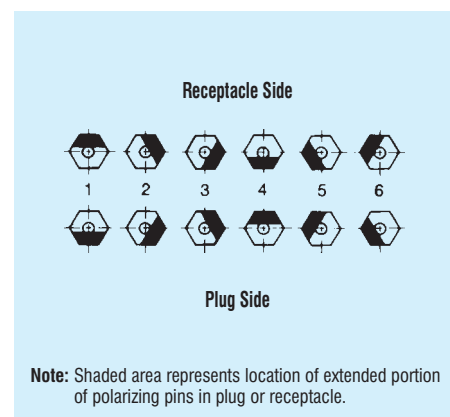 Receptacle Side
1 2 3 4 5 6
Plug Side
Note: Shaded area represents location of extended portion
of polarizing pins in plug or receptacle.